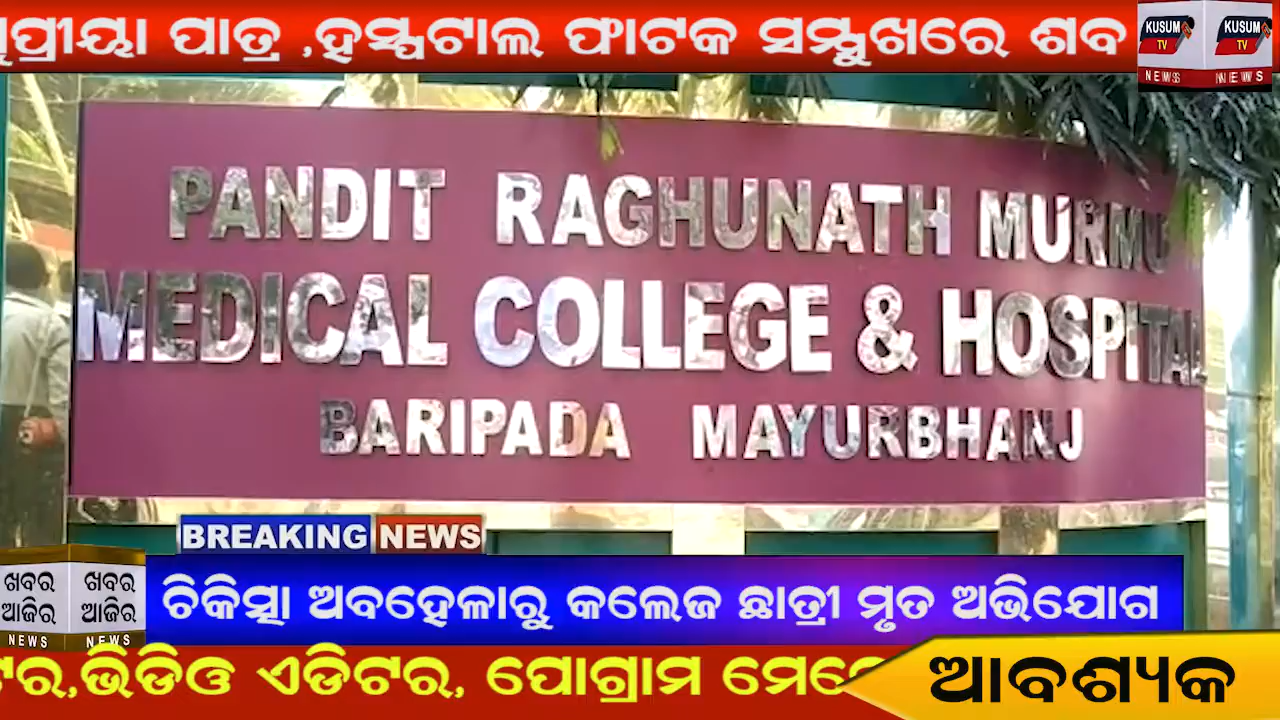 ପାତ୍ର ,ହସ୍ପଟାଲ ଫାଟକ ସମ୍ମୁଖରେ ଶବ
KUSUM TV NEWS
KUSUM TV NEWS
PANDIT RAGHUNATH MURMU
MEDICAL COLLEGE & HOSPITAL
BARIPADA MAYURBHANJ
BREAKING NEWS
ଖବର ଆଜିର NEWS
ଖବର ଆଜିର NEWS
ଚିକିତ୍ସା ଅବହେଳାରୁ କଲେଜ ଛାତ୍ରୀ ମୃତ ଅଭିଯୋଗ
ଭିଡିଓ ଏଡିଟର, ପୋଗ୍ରାମ
ଆବଶ୍ୟକ